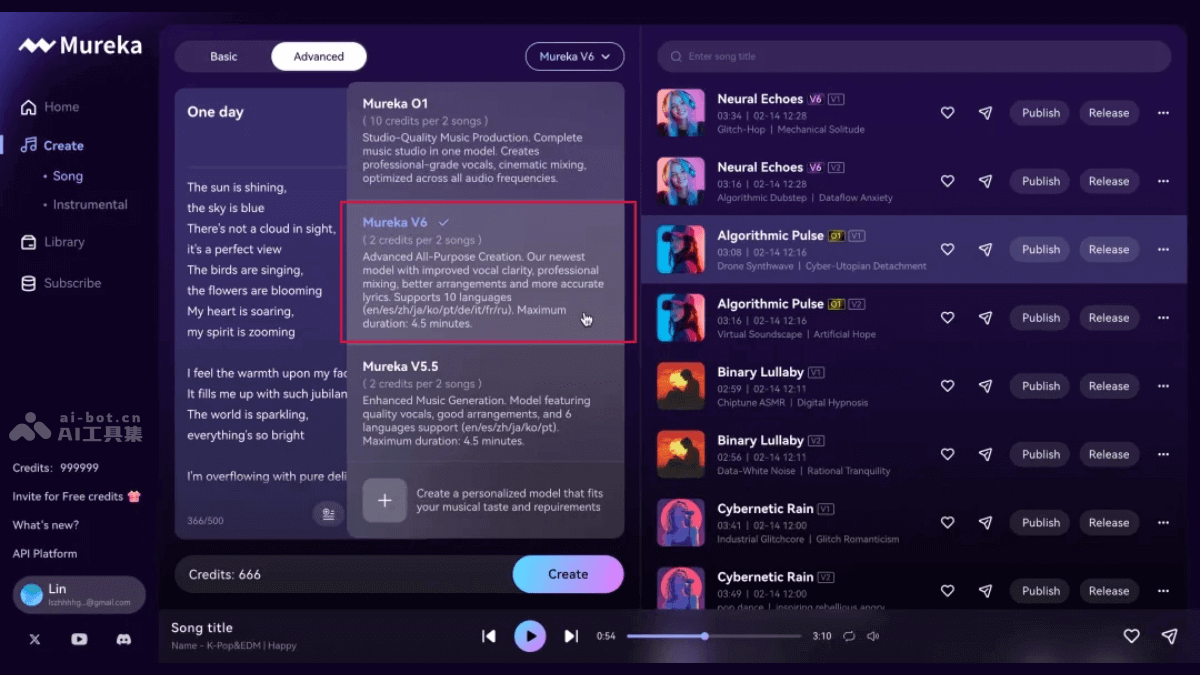 Mureka
Home
Create
• Song
• Instrumental
Library
Subscribe
ai-bot.cn
AI工具集
Credits: 999999
Invite for Free credits
What's new?
API Platform
Lin
Basic
Advanced
Mureka V6
One day
The sun is shining,
the sky is blue
There's not a cloud in sight,
it's a perfect view
The birds are singing,
the flowers are blooming
My heart is soaring,
my spirit is zooming
I feel the warmth upon my fac
It fills me up with such jubilan
The world is sparkling,
everything's so bright
I'm overflowing with pure deli
366/500
Mureka O1
( 10 credits per 2 songs )
Studio-Quality Music Production. Complete
music studio in one model. Creates
professional-grade vocals, cinematic mixing,
optimized across all audio frequencies.
Mureka V6
( 2 credits per 2 songs )
Advanced All-Purpose Creation. Our newest
model with improved vocal clarity, professional
mixing, better arrangements and more accurate
lyrics. Supports 10 languages
(en/es/zh/ja/ko/pt/de/it/fr/ru). Maximum
duration: 4.5 minutes.
Mureka V5.5
( 2 credits per 2 songs )
Enhanced Music Generation. Model featuring
quality vocals, good arrangements, and 6
languages support (en/es/zh/ja/ko/pt).
Maximum duration: 4.5 minutes.
Create a personalized model that fits
your musical taste and repuirements
Credits: 666
Create
Enter song title
Neural Echoes V6 V1
03:34 | 02-14 12:28
Glitch-Hop | Mechanical Solitude
Publish
Release
Neural Echoes V6 V2
03:16 | 02-14 12:28
Algorithmic Dubstep | Dataflow Anxiety
Publish
Release
Algorithmic Pulse O1 V1
03:08 | 02-14 12:16
Drone Synthwave | Cyber-Utopian Detachment
Publish
Release
Algorithmic Pulse O1 V2
03:16 | 02-14 12:16
Virtual Soundscape | Artificial Hope
Publish
Release
Binary Lullaby V1
02:59 | 02-14 12:11
Chiptune ASMR | Digital Hypnosis
Publish
Release
Binary Lullaby V2
02:56 | 02-14 12:11
Data-White Noise | Rational Tranquility
Publish
Release
Cybernetic Rain V1
03:41 | 02-14 12:00
Industrial Glitchcore | Glitch Romanticism
Publish
Release
Cybernetic Rain V2
03:49 | 02-14 12:00
pop dance | inspiring rebellious angry
Publish
Release
Song title
Name - K-Pop&EDM | Happy
0:54
3:10